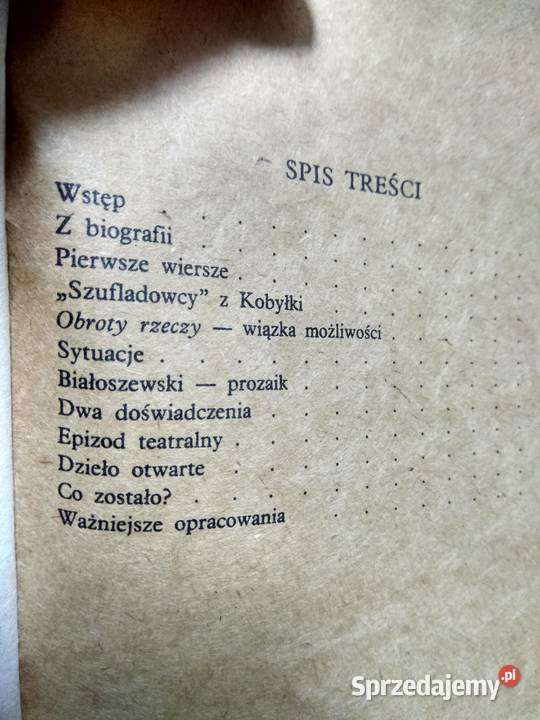 SPIS TREŚCI
Wstęp . . . . . . . . .
Z biografii . . . . . . . . .
Pierwsze wiersze . . . . . . . . .
„Szufladowcy” z Kobyłki . . . . . . .
Obroty rzeczy — wiązka możliwości . . . . .
Sytuacje . . . . . . . . . .
Białoszewski — prozaik . . . . . . .
Dwa doświadczenia . . . . . . . .
Epizod teatralny . . . . . . . . .
Dzieło otwarte . . . . . . . . .
Co zostało? . . . . . . . . . .
Ważniejsze opracowania . . . . . . .
Sprzedajemy.pl